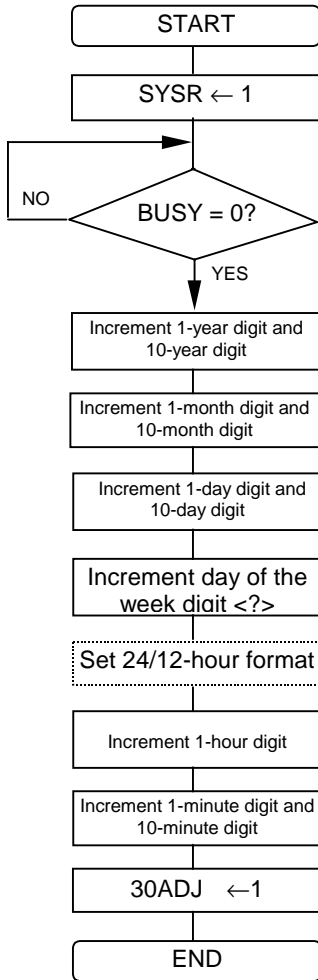 START
SYSR ← 1
NO
BUSY = 0?
YES
Increment 1-year digit and
10-year digit
Increment 1-month digit and
10-month digit
Increment 1-day digit and
10-day digit
Increment day of the
week digit <?>
Set 24/12-hour format
Increment 1-hour digit
Increment 1-minute digit and
10-minute digit
30ADJ ←1
END